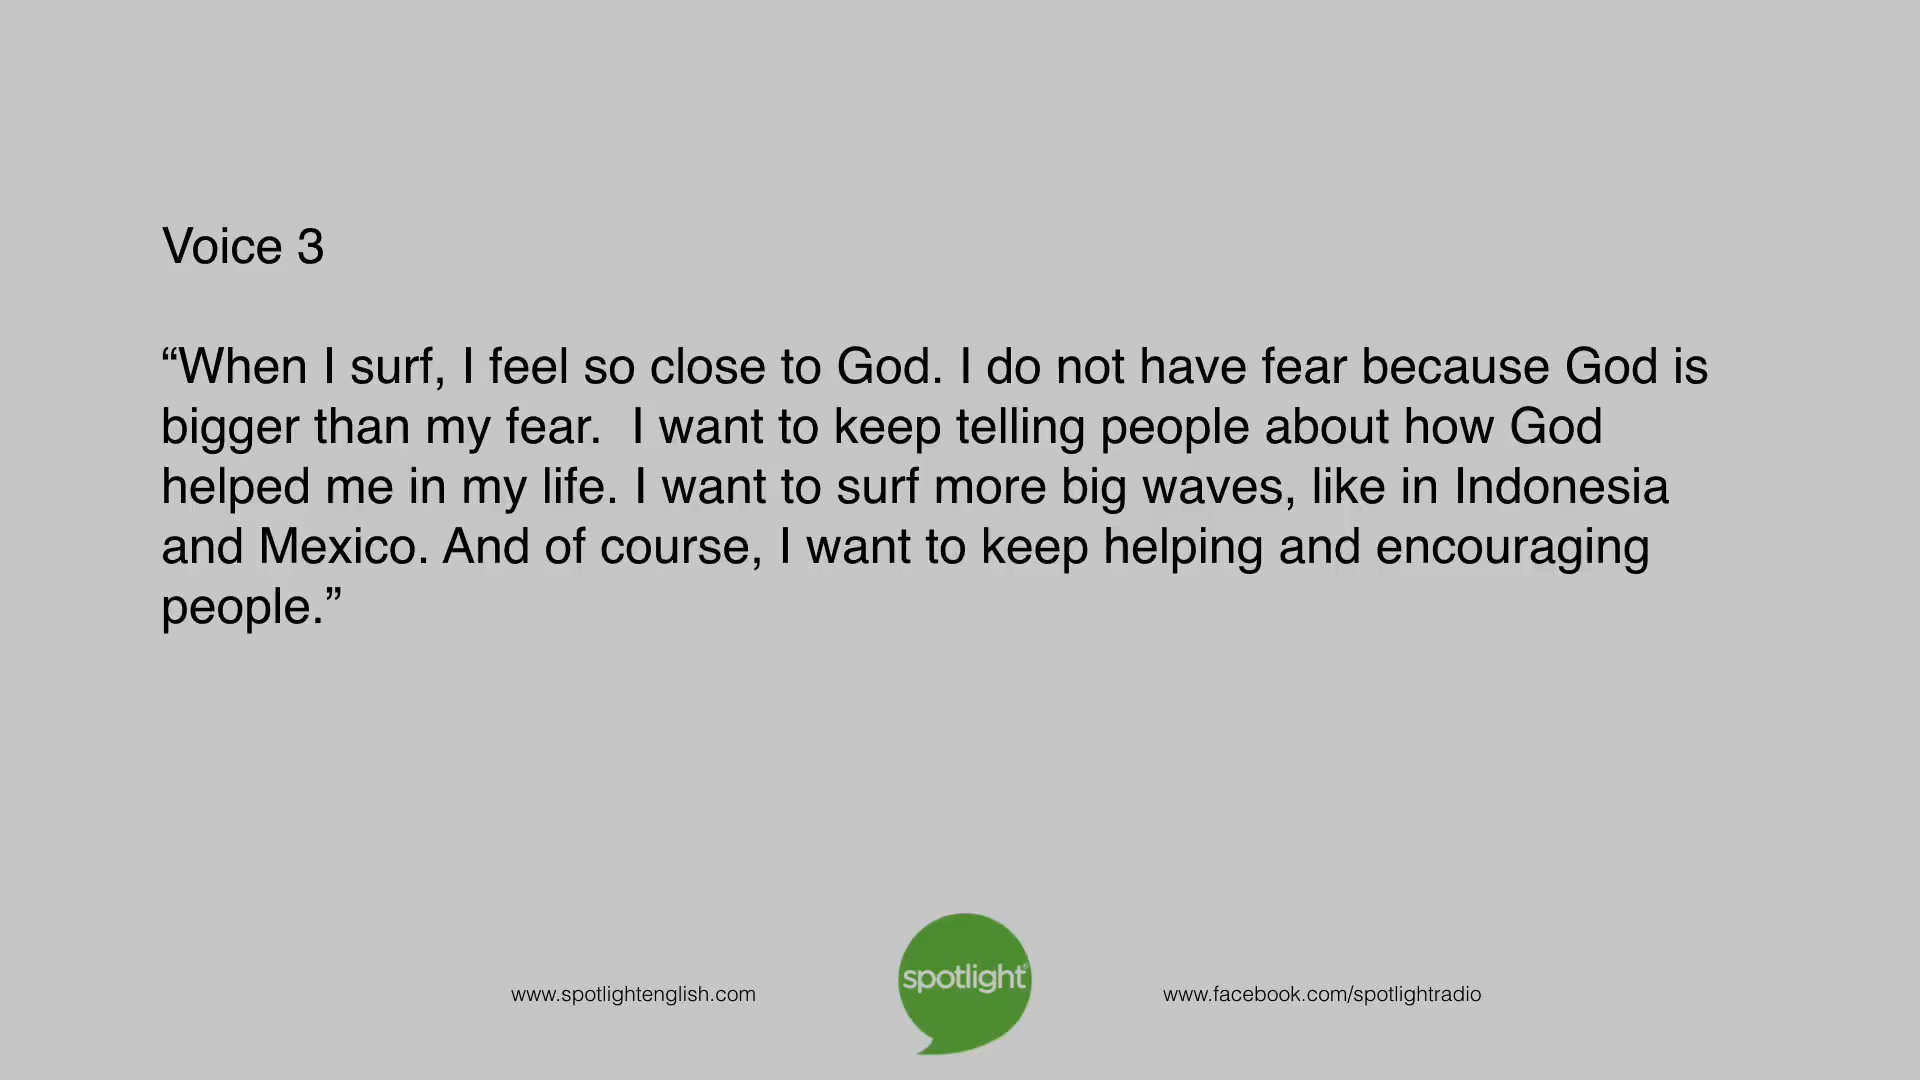 Voice 3
“When I surf, I feel so close to God. I do not have fear because God is
bigger than my fear.  I want to keep telling people about how God
helped me in my life. I want to surf more big waves, like in Indonesia
and Mexico. And of course, I want to keep helping and encouraging
people.”
spotlight®
www.spotlightenglish.com
www.facebook.com/spotlightradio